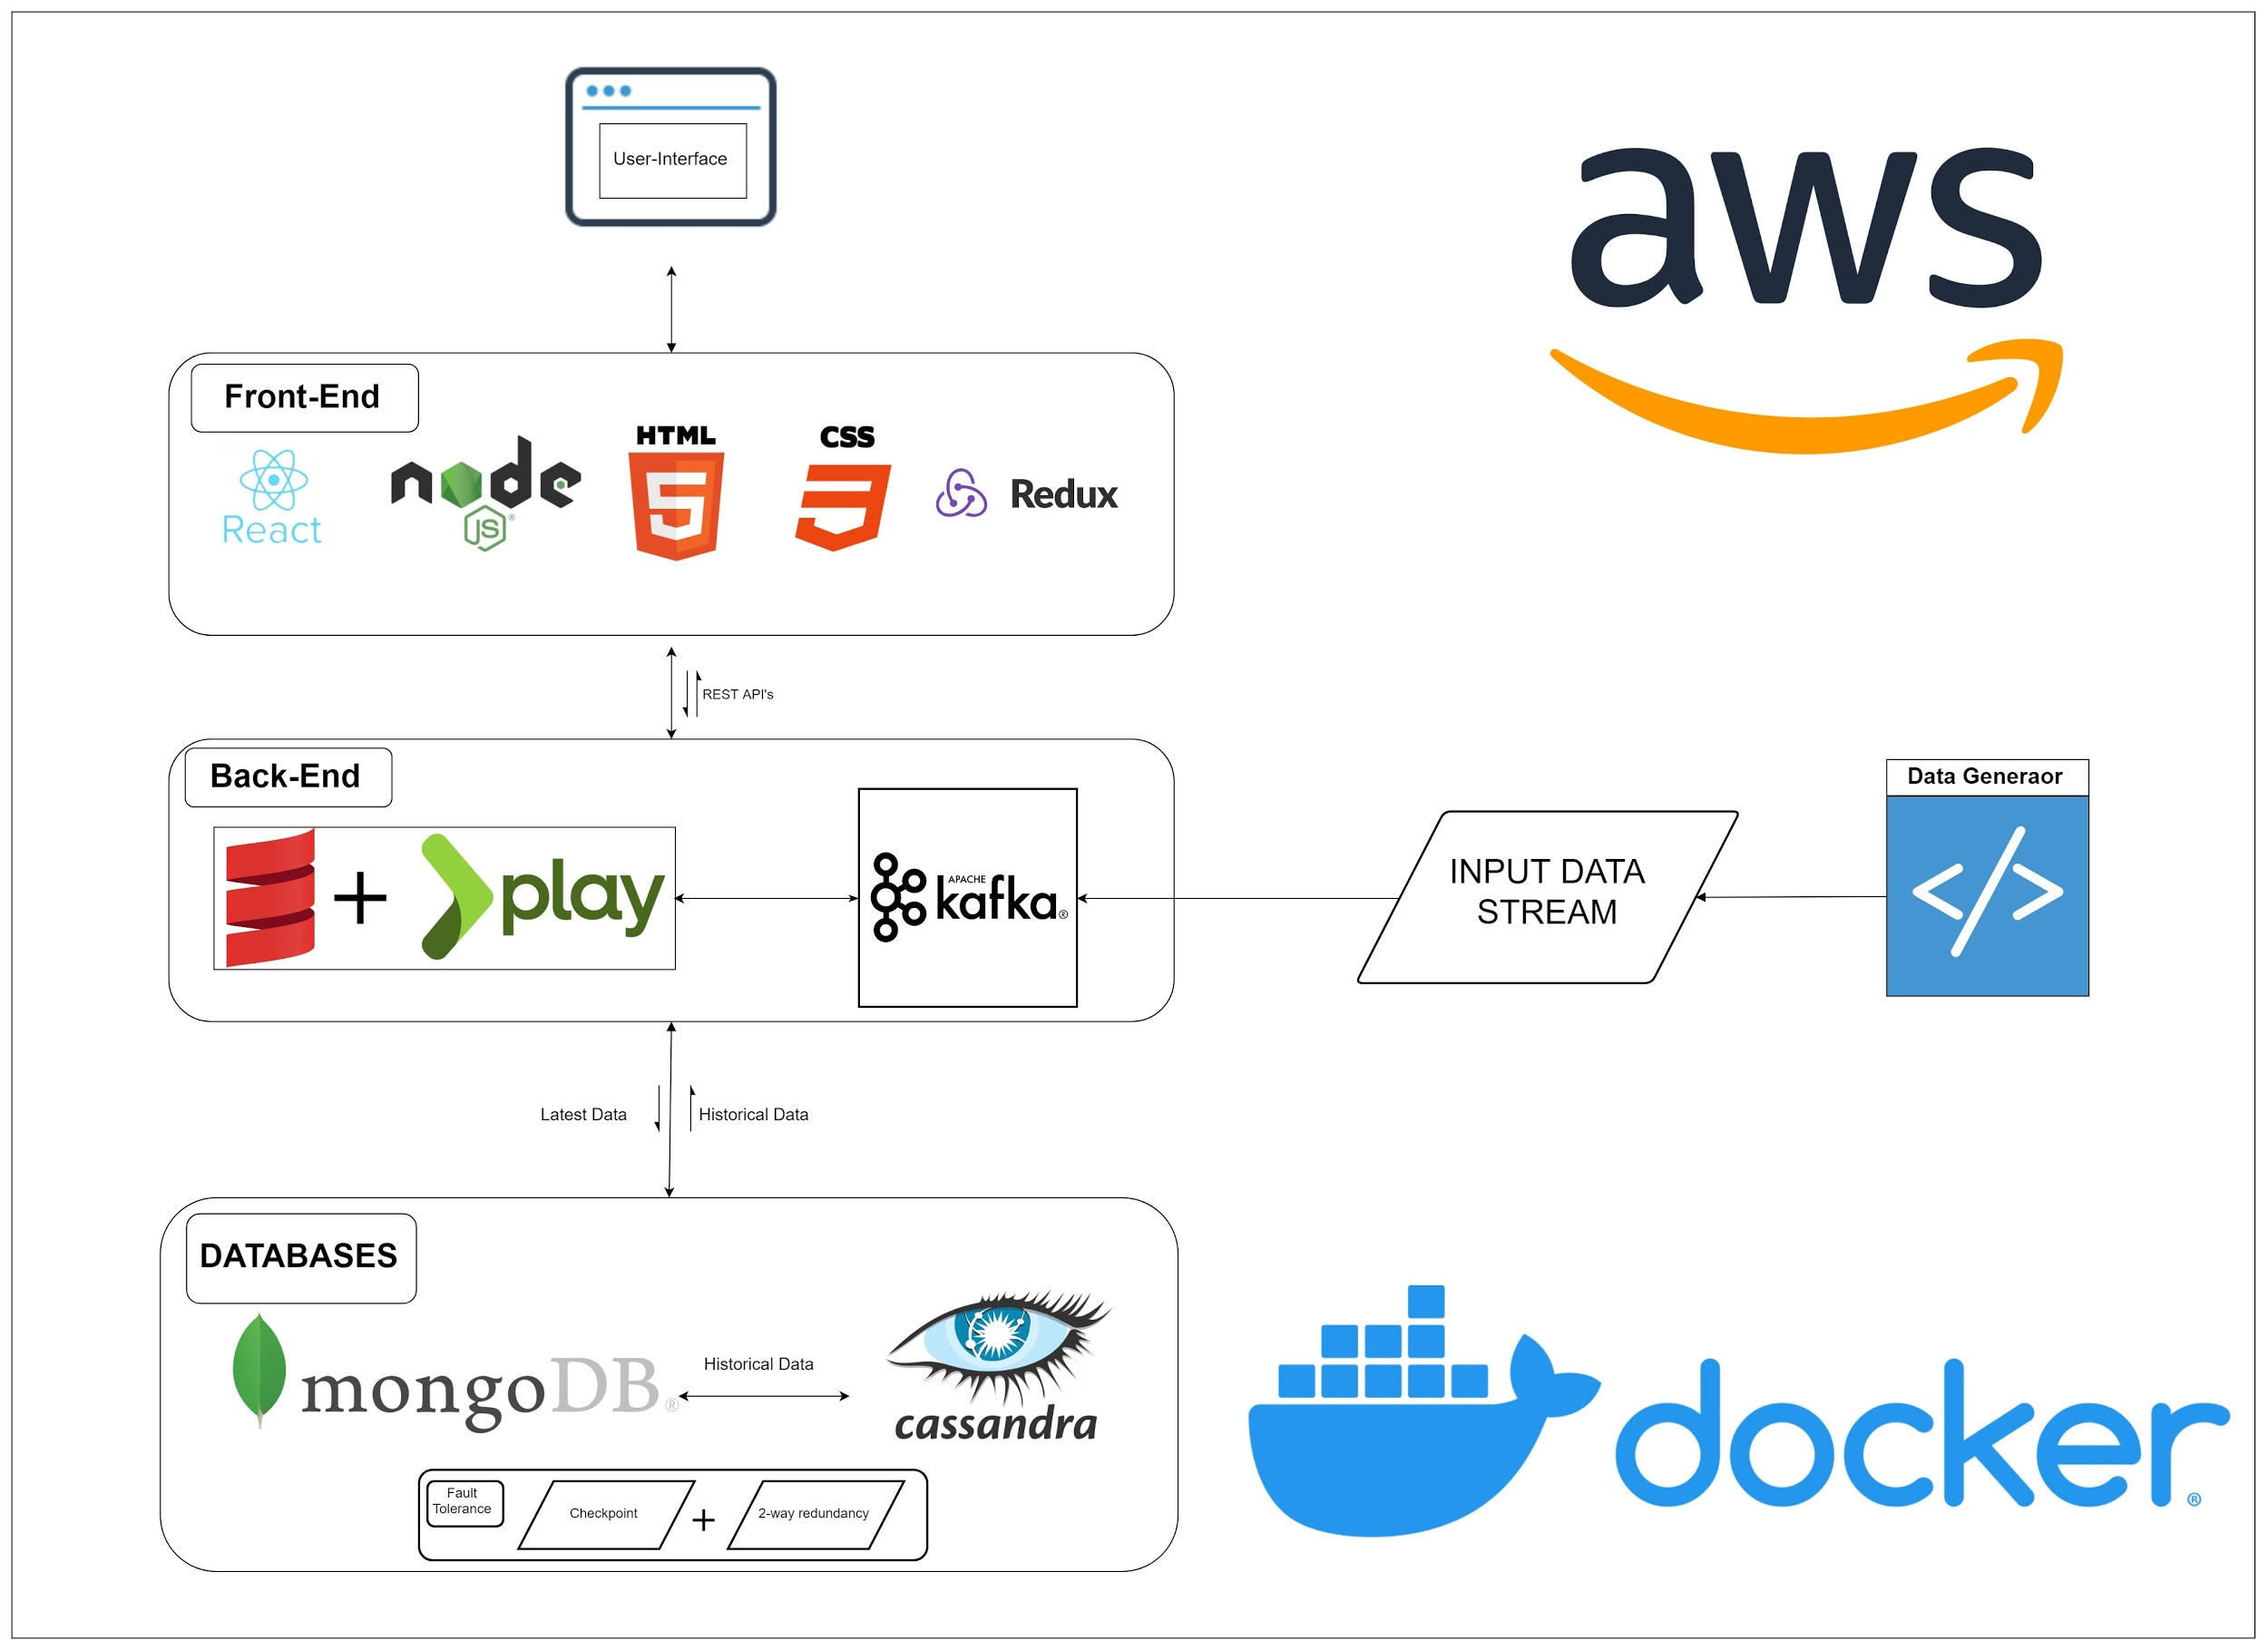 User-Interface
aws
Front-End
React
node
JS
®
HTML
5
CSS
Redux
REST API's
Back-End
+
play
APACHE
kafka®
INPUT DATA
STREAM
Data Generaor
</>
Latest Data
Historical Data
DATABASES
mongoDB®
Historical Data
cassandra
Fault
Tolerance
Checkpoint
+
2-way redundancy
docker®